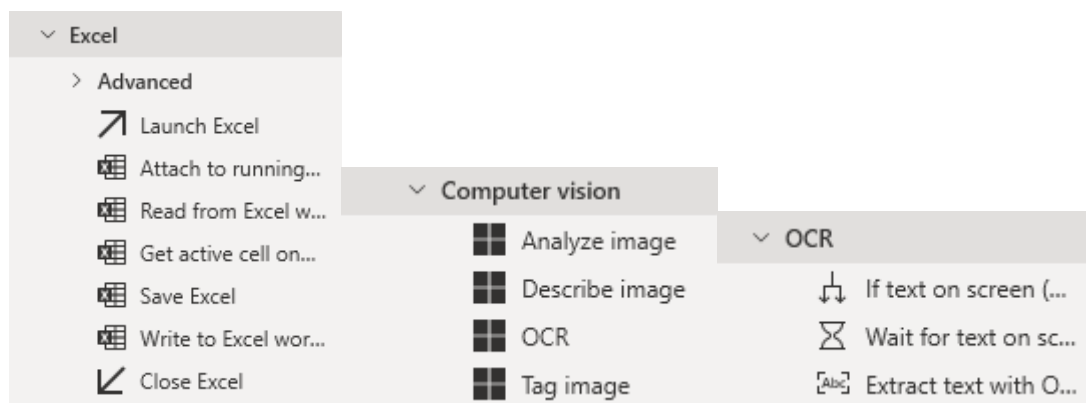 Excel
Advanced
Launch Excel
Attach to running...
Read from Excel w...
Get active cell on...
Save Excel
Write to Excel wor...
Close Excel
Computer vision
Analyze image
Describe image
OCR
Tag image
OCR
If text on screen (...
Wait for text on sc...
Abc
Extract text with O...